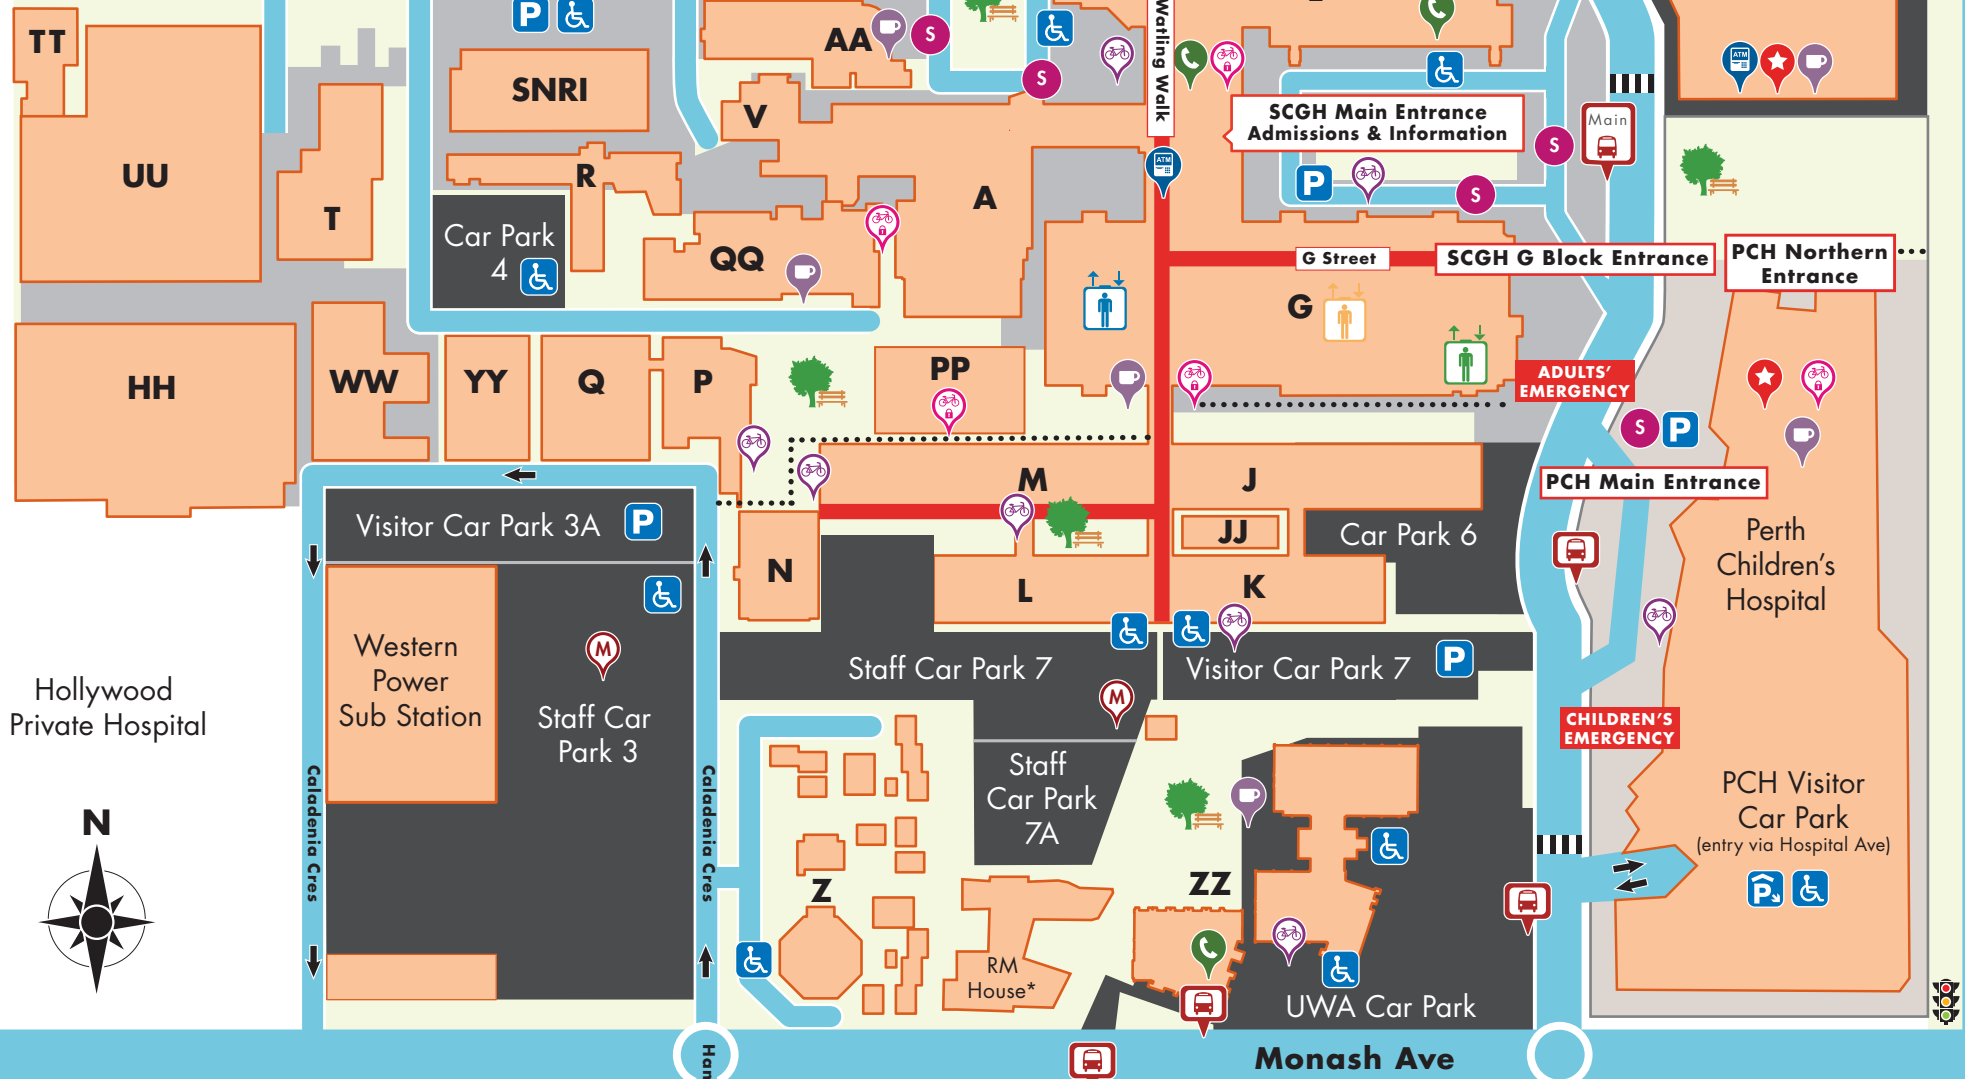 TT
P
AA
S
Watling Walk
S
ATM
SNRI
V
SCGH Main Entrance
Admissions & Information
Main
S
UU
R
ATM
P
S
T
A
Car Park
4
QQ
G Street
SCGH G Block Entrance
PCH Northern
Entrance
G
HH
WW
YY
Q
P
PP
ADULTS'
EMERGENCY
S
P
M
J
PCH Main Entrance
Visitor Car Park 3A
P
JJ
Car Park 6
Perth
Children's
Hospital
N
L
K
Western
Power
Sub Station
M
Staff Car
Park 3
Staff Car Park 7
Visitor Car Park 7
P
M
Hollywood
Private Hospital
CHILDREN'S
EMERGENCY
Staff
Car Park
7A
PCH Visitor
Car Park
(entry via Hospital Ave)
P
N
Caladenia Cres
Caladenia Cres
Z
ZZ
RM
House*
UWA Car Park
Monash Ave
Han